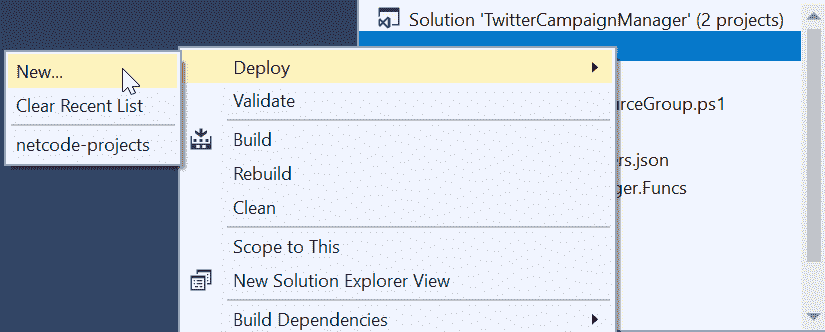 Solution 'TwitterCampaignManager' (2 projects)
New...
Clear Recent List
netcode-projects
Deploy
Validate
Build
Rebuild
Clean
Scope to This
New Solution Explorer View
Build Dependencies
urceGroup.ps1
rs.json
ger.Funcs